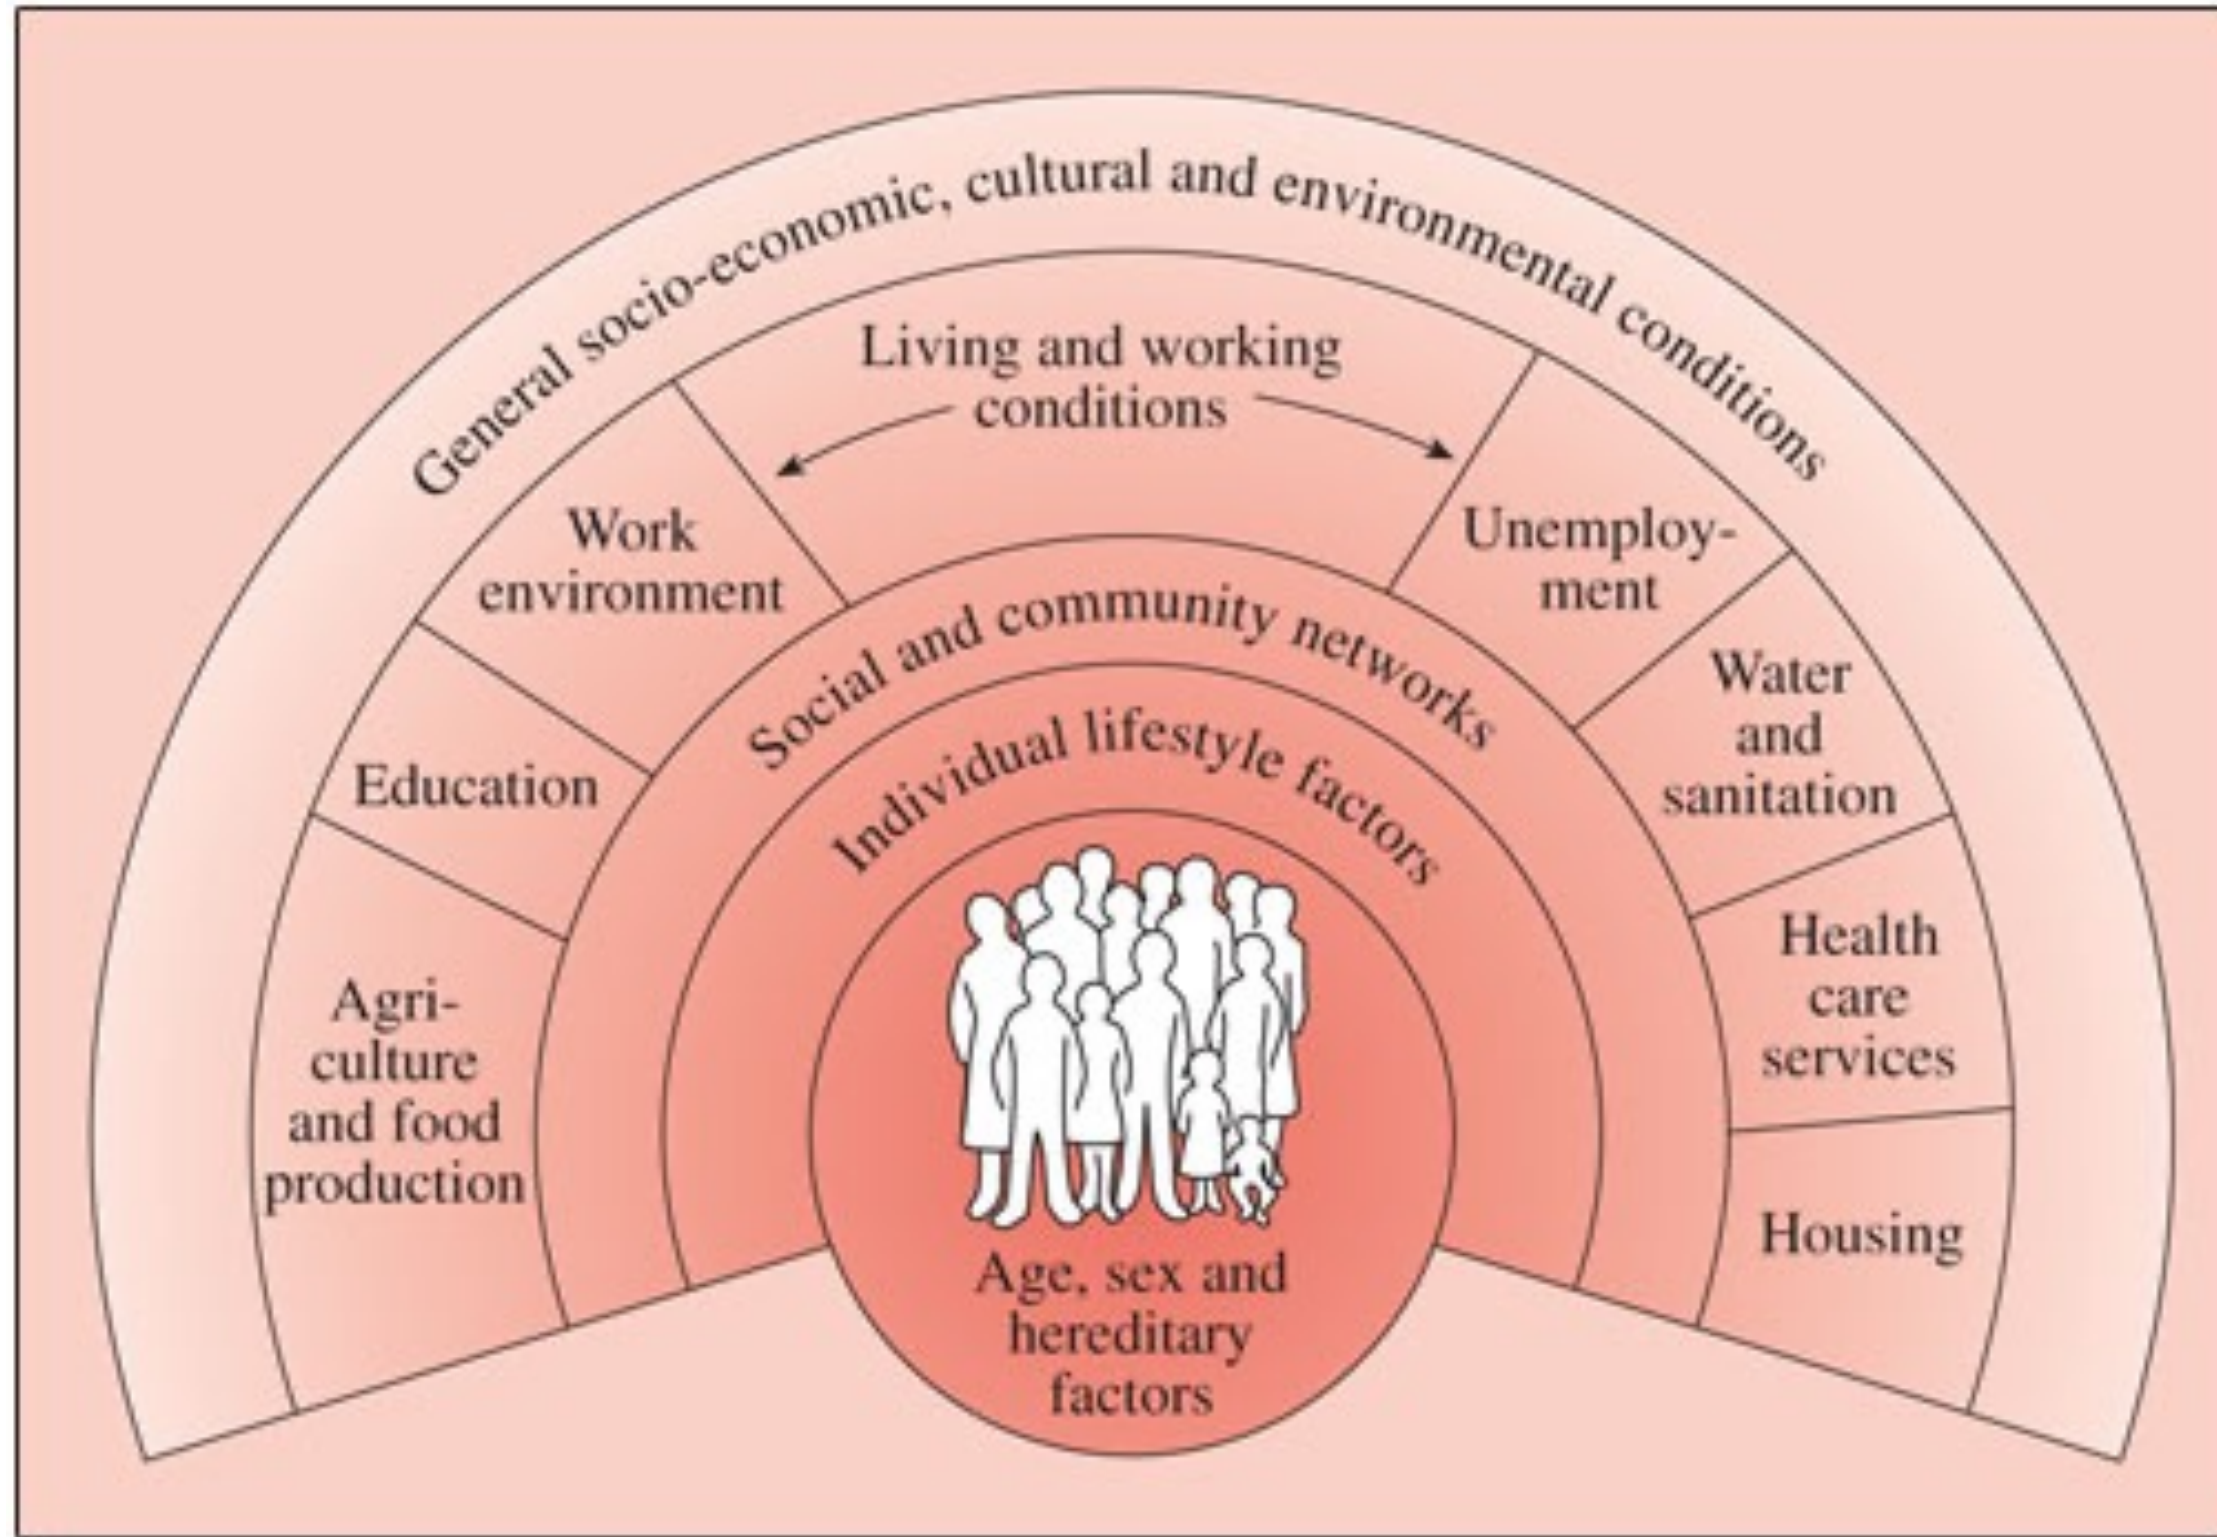 General socio-economic, cultural and environmental conditions
Living and working
conditions
Work
environment
Unemploy-
ment
Education
Water
and
sanitation
Agri-
culture
and food
production
Health
care
services
Housing
Social and community networks
Individual lifestyle factors
Age, sex and
hereditary
factors